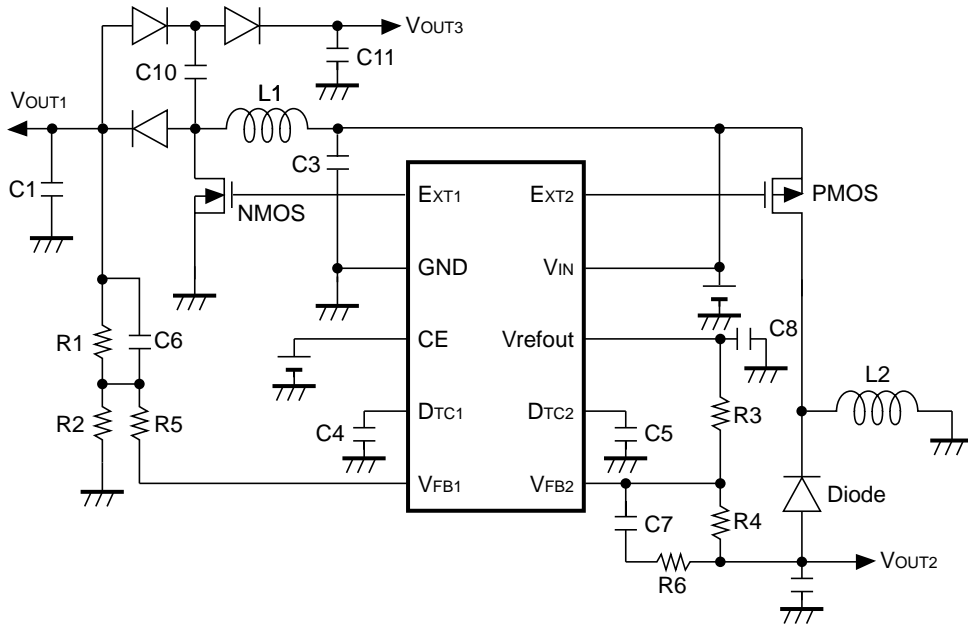 VOUT3
C10
C11
VOUT1
L1
C1
C3
NMOS
EXT1
EXT2
PMOS
GND
VIN
R1
C6
CE
Vrefout
C8
L2
R2
R5
C4
DTC1
DTC2
C5
R3
VFB1
VFB2
C7
R4
Diode
R6
VOUT2